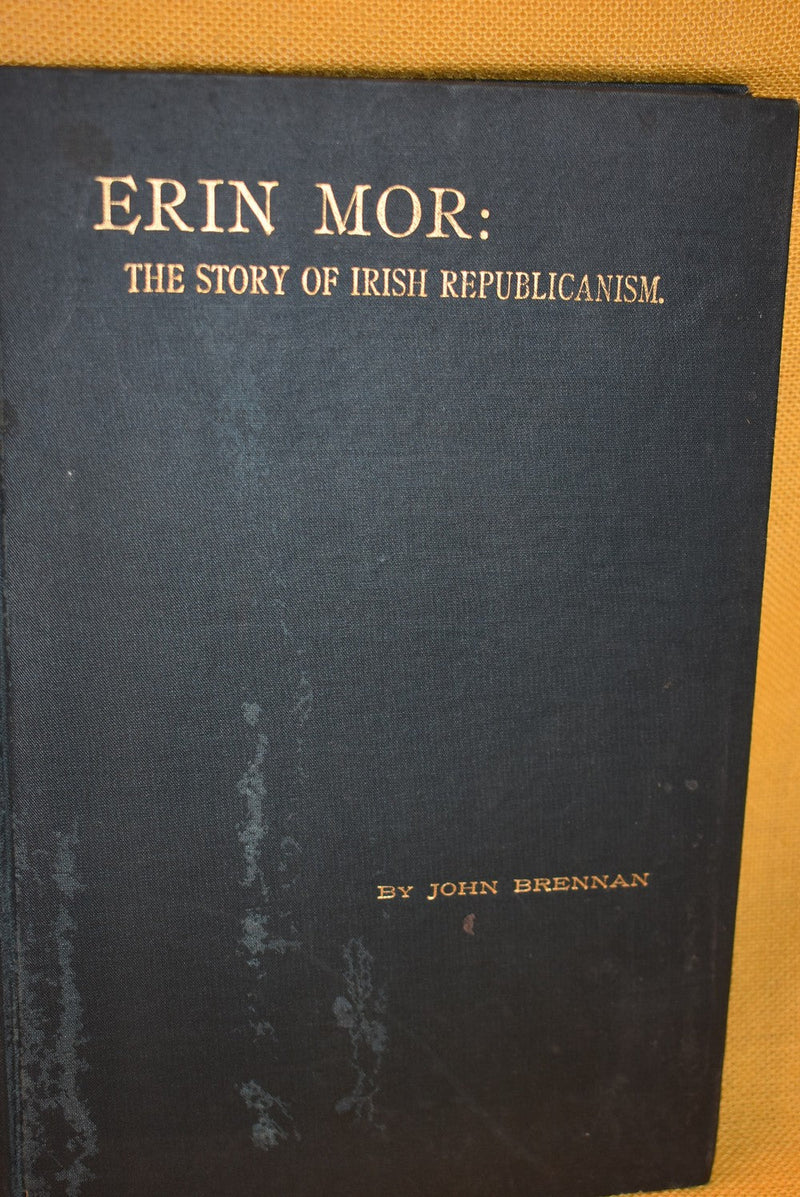 ERIN MOR:
THE STORY OF IRISH REPUBLICANISM.
BY JOHN BRENNAN